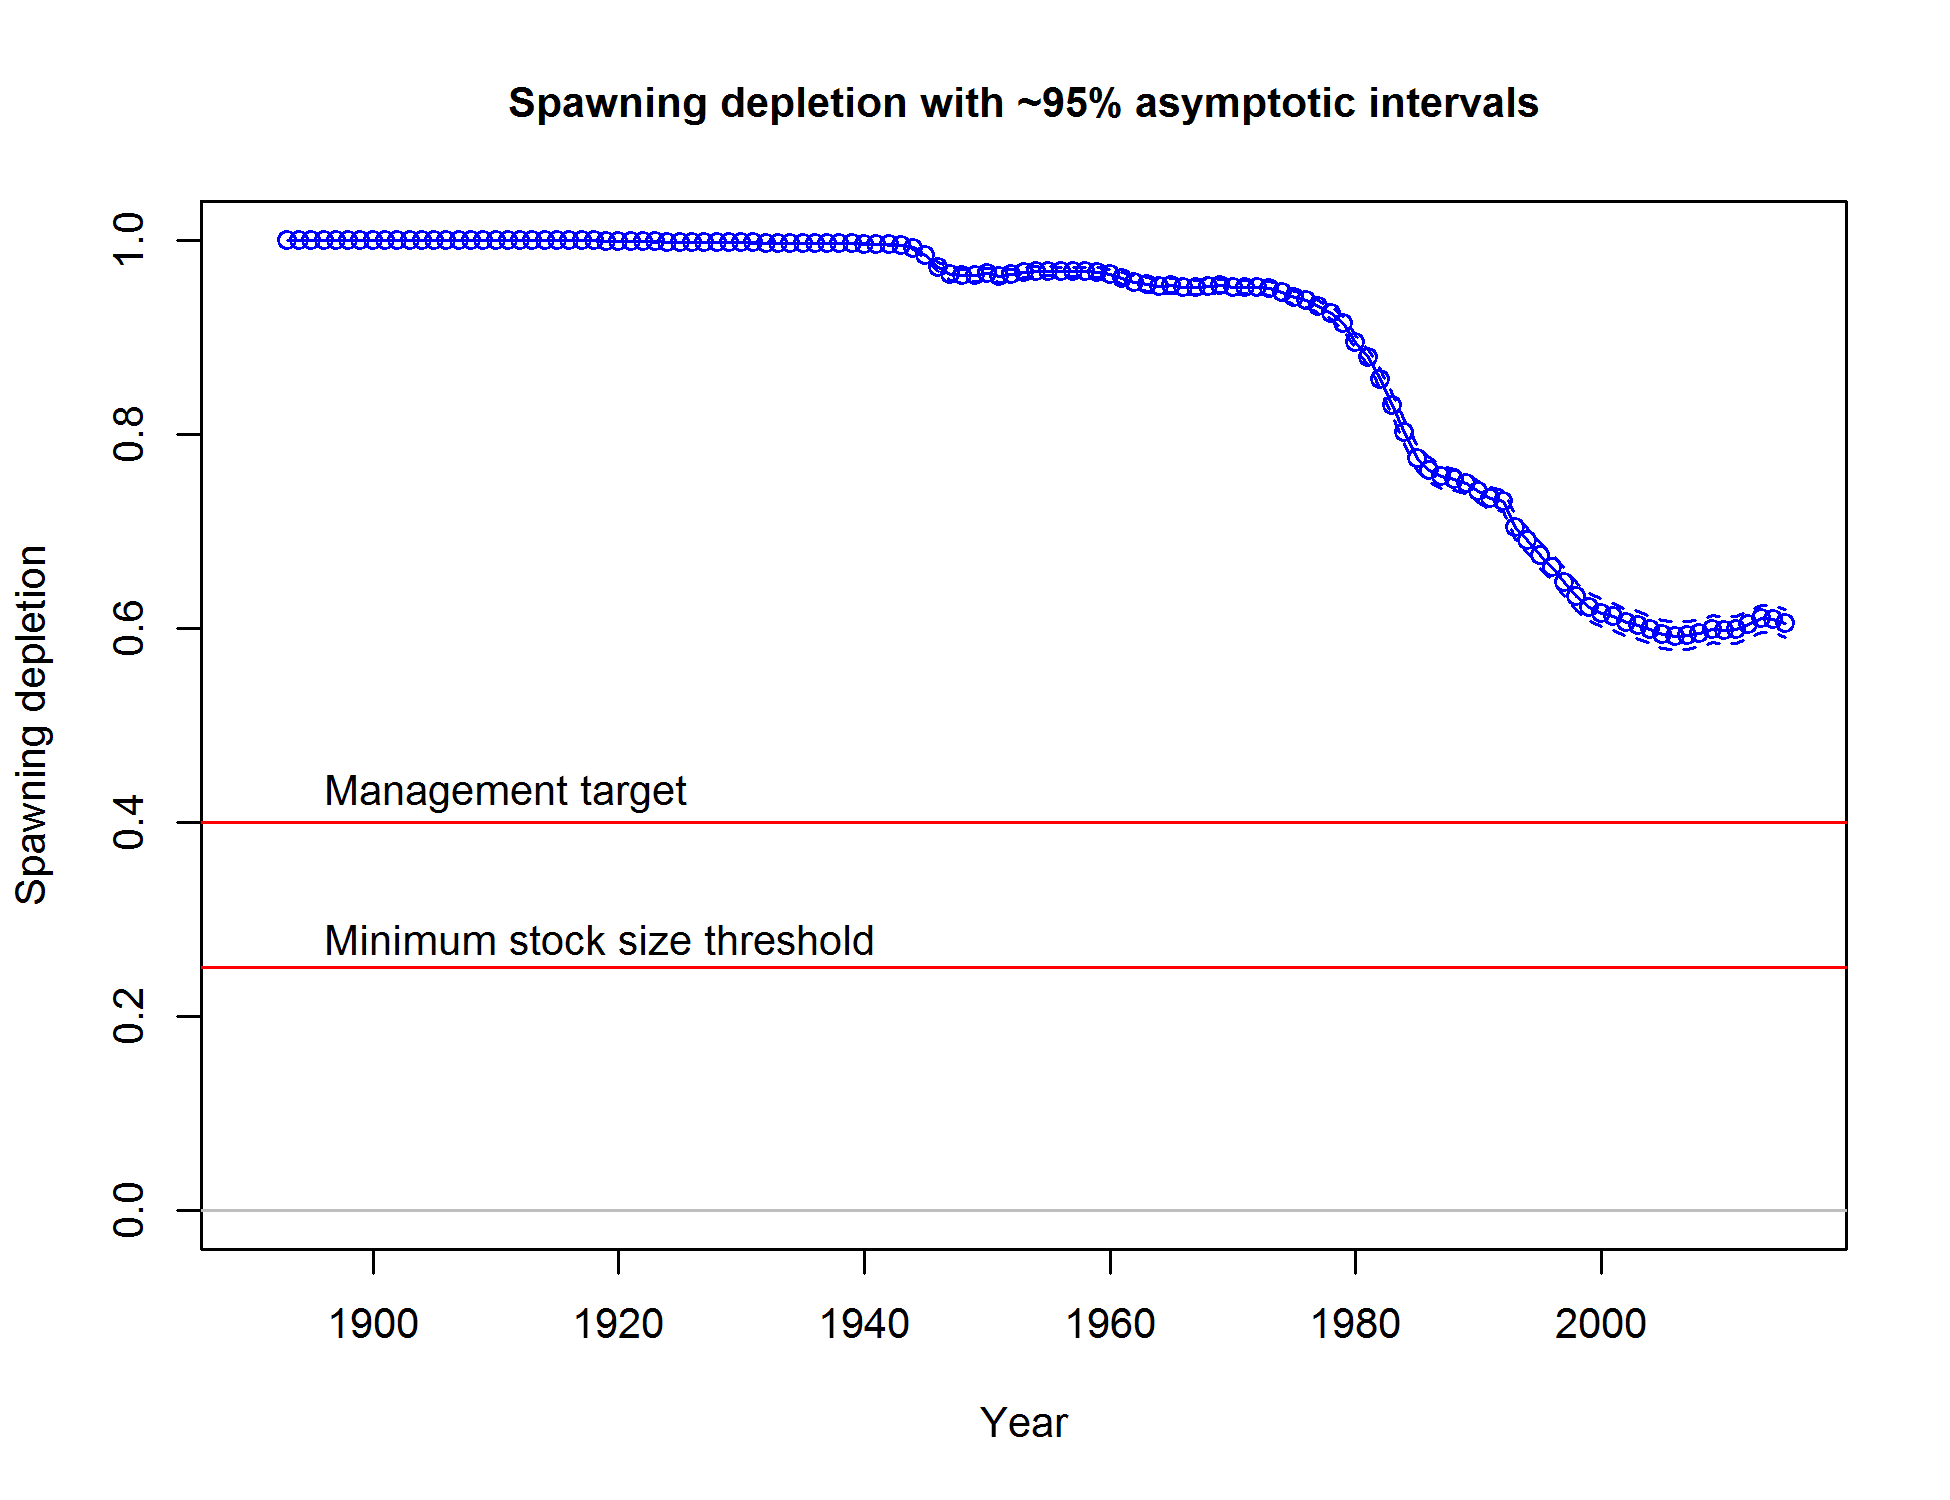 Spawning depletion with ~95% asymptotic intervals
Spawning depletion
1.0
0.8
0.6
0.4
0.2
0.0
Management target
Minimum stock size threshold
1900
1920
1940
1960
1980
2000
Year